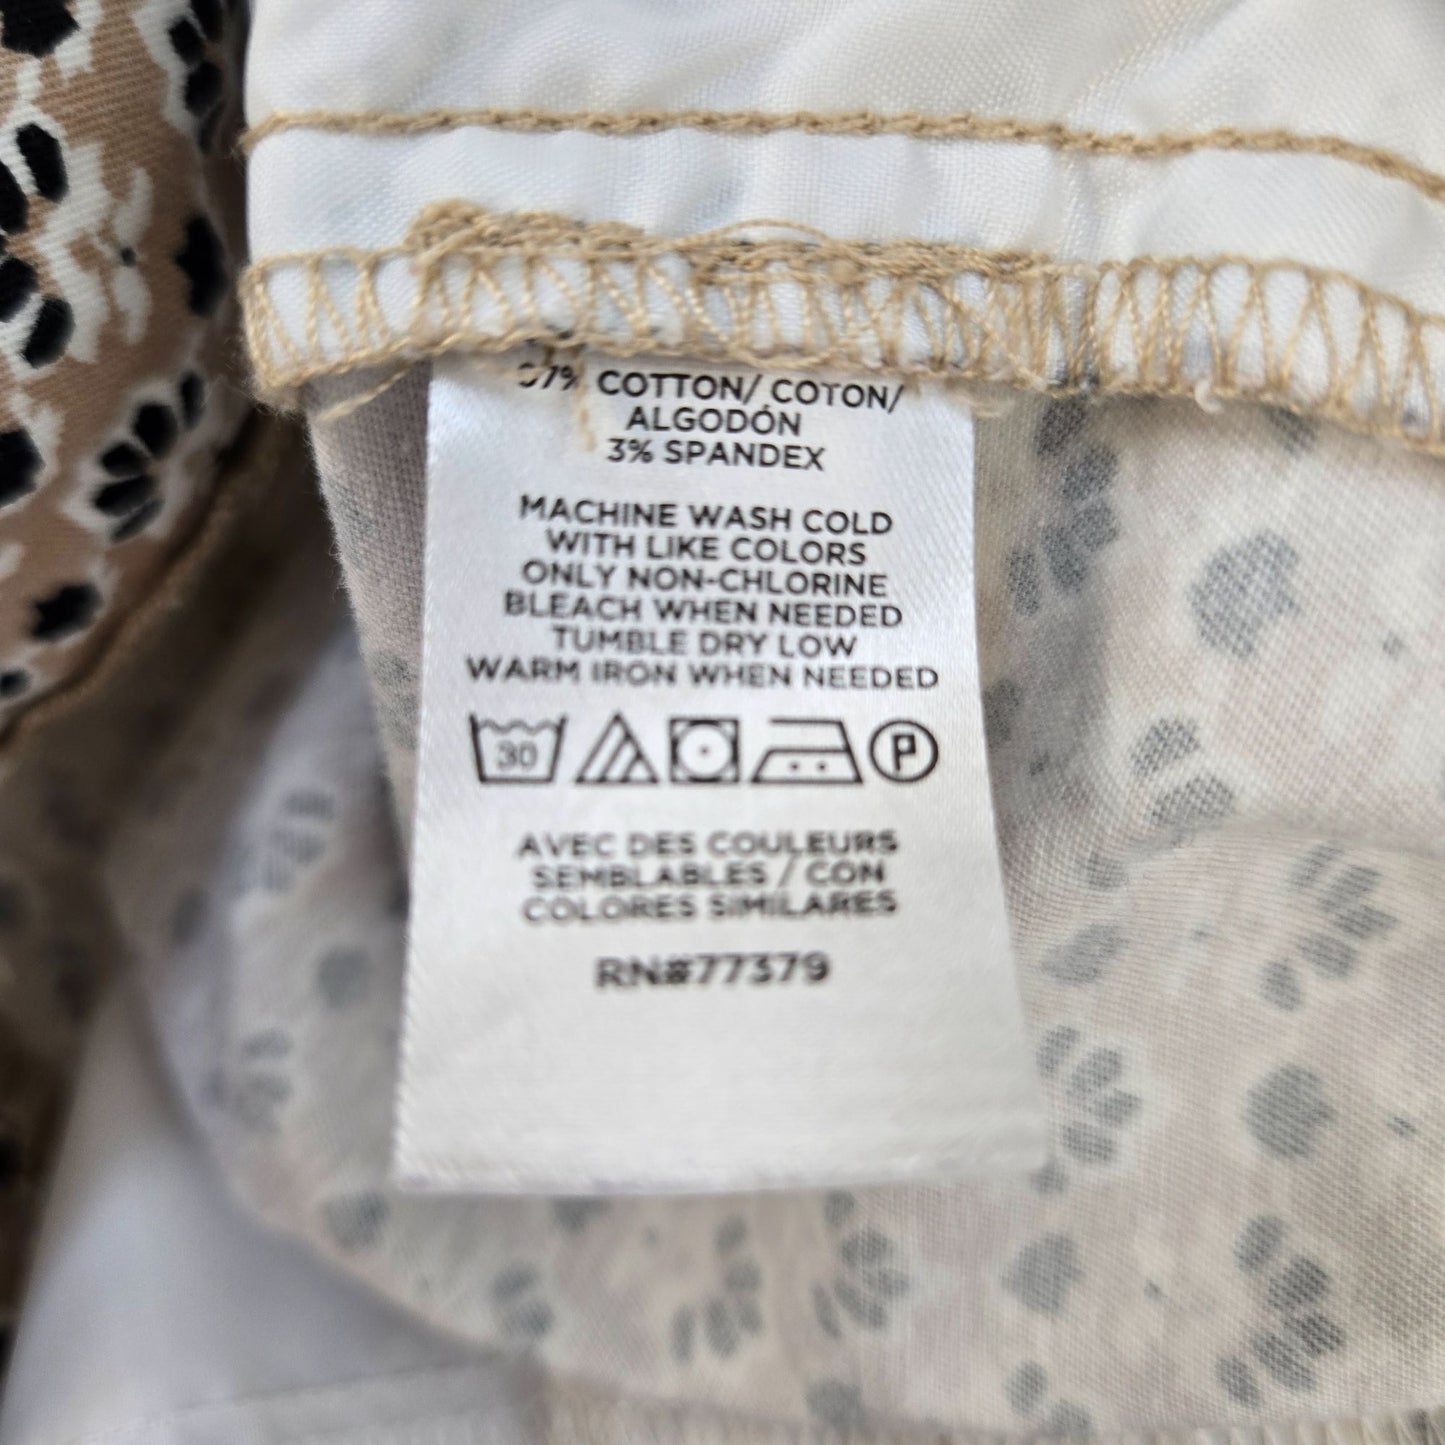 97% COTTON/ COTON/
ALGODÓN
3% SPANDEX
MACHINE WASH COLD
WITH LIKE COLORS
ONLY NON-CHLORINE
BLEACH WHEN NEEDED
TUMBLE DRY LOW
WARM IRON WHEN NEEDED
30 P
AVEC DES COULEURS
SEMBLABLES / CON
COLORES SIMILARES
RN#77379